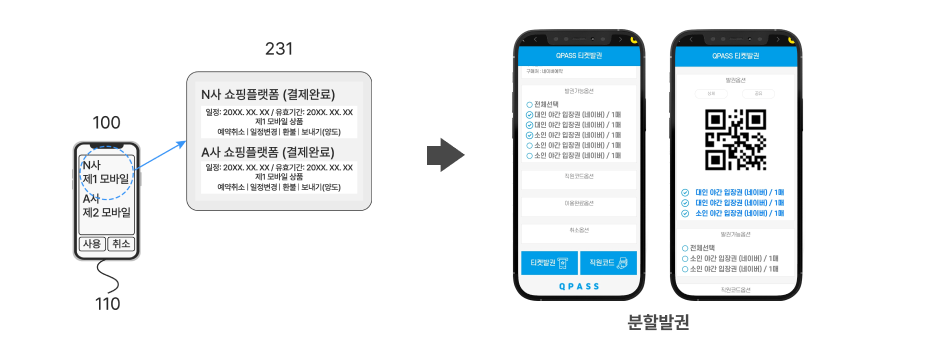 231
N사 쇼핑플랫폼 (결제완료)
일정: 20XX. XX. XX / 유효기간: 20XX. XX. XX
제1 모바일 상품
예약취소 | 일정변경 | 환불 | 보내기(양도)
A사 쇼핑플랫폼 (결제완료)
일정: 20XX. XX. XX / 유효기간: 20XX. XX. XX
제1 모바일 상품
예약취소 | 일정변경 | 환불 | 보내기(양도)
100
N사
제1 모바일
A사
제2 모바일
사용
취소
110
QPASS 티켓발권
구매처 : 네이버예약
발권가능옵션
전체선택
대인 야간 입장권 (네이버) / 1매
대인 야간 입장권 (네이버) / 1매
소인 야간 입장권 (네이버) / 1매
소인 야간 입장권 (네이버) / 1매
소인 야간 입장권 (네이버) / 1매
직원코드옵션
이용완료옵션
취소옵션
티켓발권
직원코드
QPASS
QPASS 티켓발권
발권옵션
대인 야간 입장권 (네이버) / 1매
대인 야간 입장권 (네이버) / 1매
소인 야간 입장권 (네이버) / 1매
발권가능옵션
전체선택
소인 야간 입장권 (네이버) / 1매
소인 야간 입장권 (네이버) / 1매
직원코드옵션
분할발권